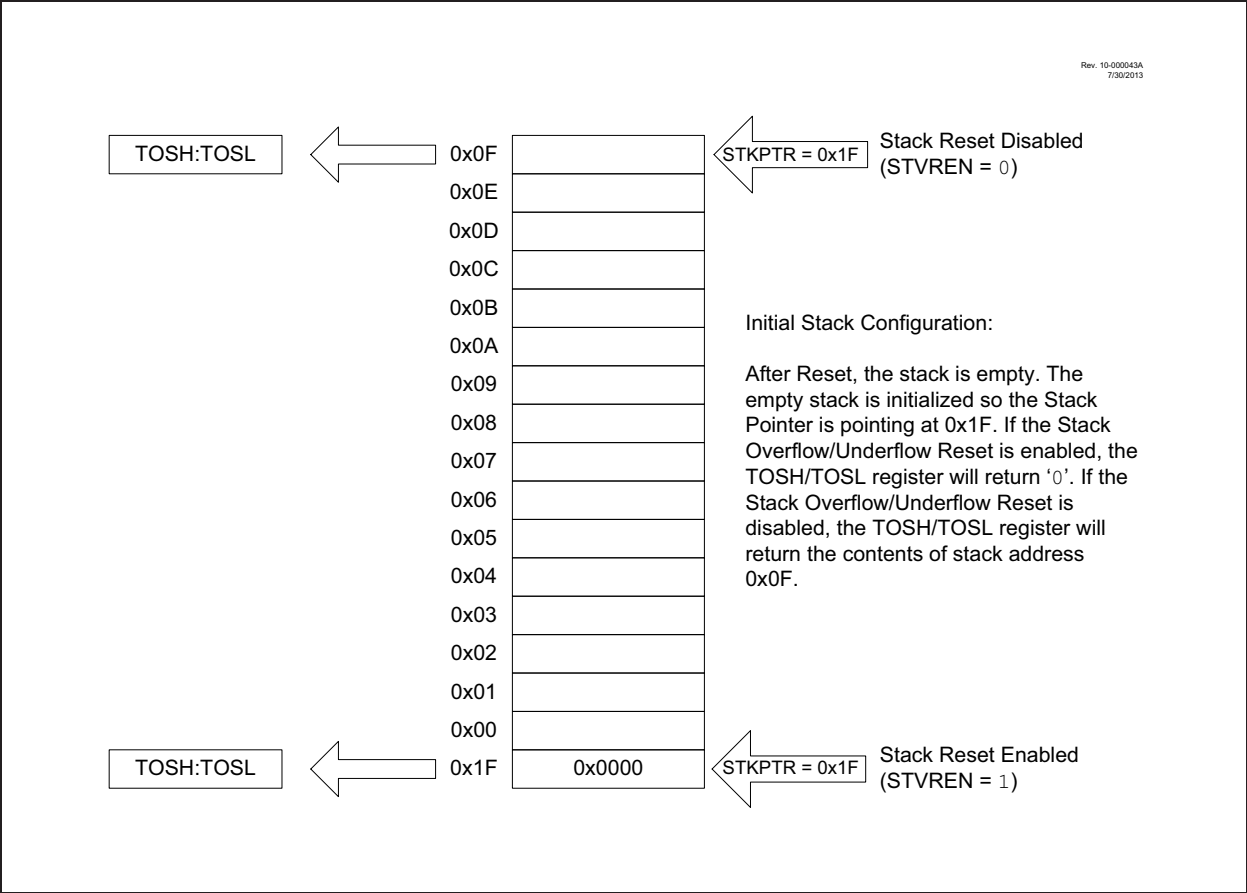 Rev. 10-000043A
7/30/2013
TOSH:TOSL
0x0F
STKPTR = 0x1F
Stack Reset Disabled
(STVREN = 0)
0x0E
0x0D
0x0C
0x0B
0x0A
0x09
0x08
0x07
0x06
0x05
0x04
0x03
0x02
0x01
0x00
Initial Stack Configuration:
After Reset, the stack is empty. The
empty stack is initialized so the Stack
Pointer is pointing at 0x1F. If the Stack
Overflow/Underflow Reset is enabled, the
TOSH/TOSL register will return ‘0’. If the
Stack Overflow/Underflow Reset is
disabled, the TOSH/TOSL register will
return the contents of stack address
0x0F.
TOSH:TOSL
0x1F
0x0000
STKPTR = 0x1F
Stack Reset Enabled
(STVREN = 1)